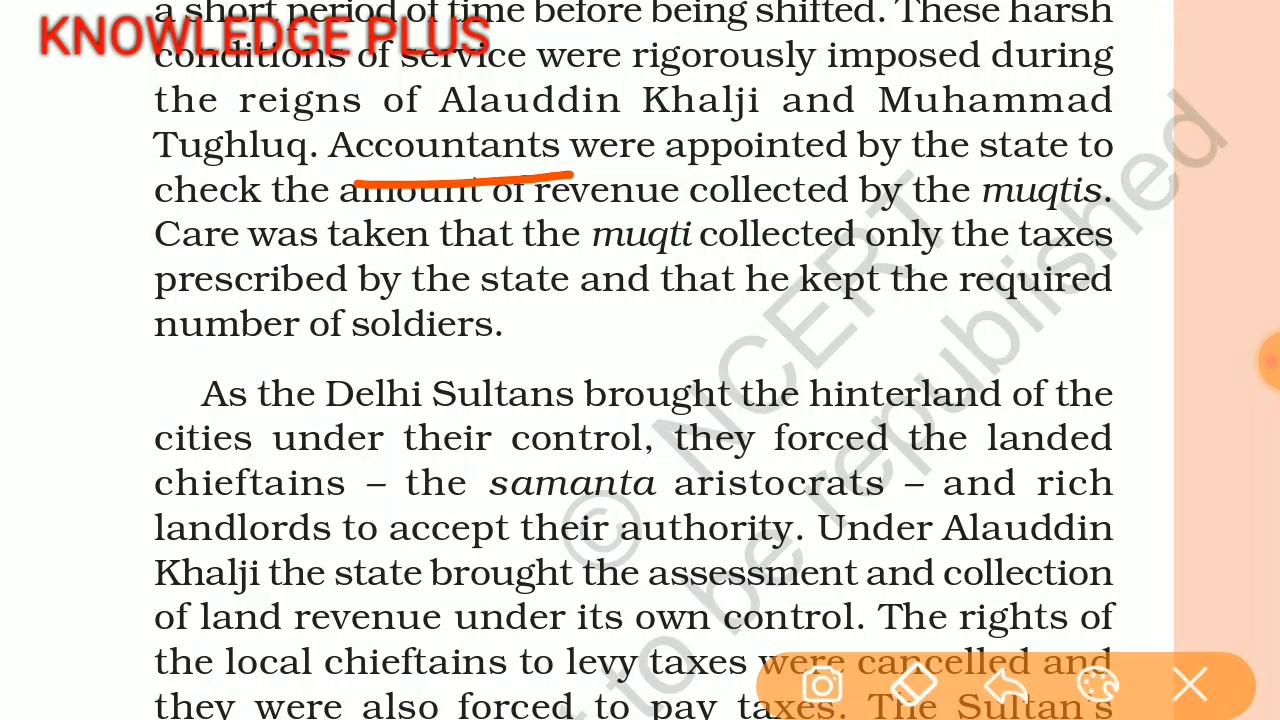 a short period of time before being shifted. These harsh
KNOWLEDGE PLUS
conditions of service were rigorously imposed during
the reigns of Alauddin Khalji and Muhammad
Tughluq. Accountants were appointed by the state to
check the amount of revenue collected by the muqtis.
Care was taken that the muqti collected only the taxes
prescribed by the state and that he kept the required
number of soldiers.
As the Delhi Sultans brought the hinterland of the
cities under their control, they forced the landed
chieftains – the samanta aristocrats – and rich
landlords to accept their authority. Under Alauddin
Khalji the state brought the assessment and collection
of land revenue under its own control. The rights of
the local chieftains to levy taxes were cancelled and
they were also forced to pay taxes. The Sultan's
© NCERT
to be republished